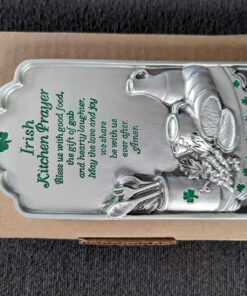 Irish
Kitchen Prayer
Bless us with good food,
the gift of gab
and hearty laughter,
May the love and joy
we share
be with us
ever after.
Amen.